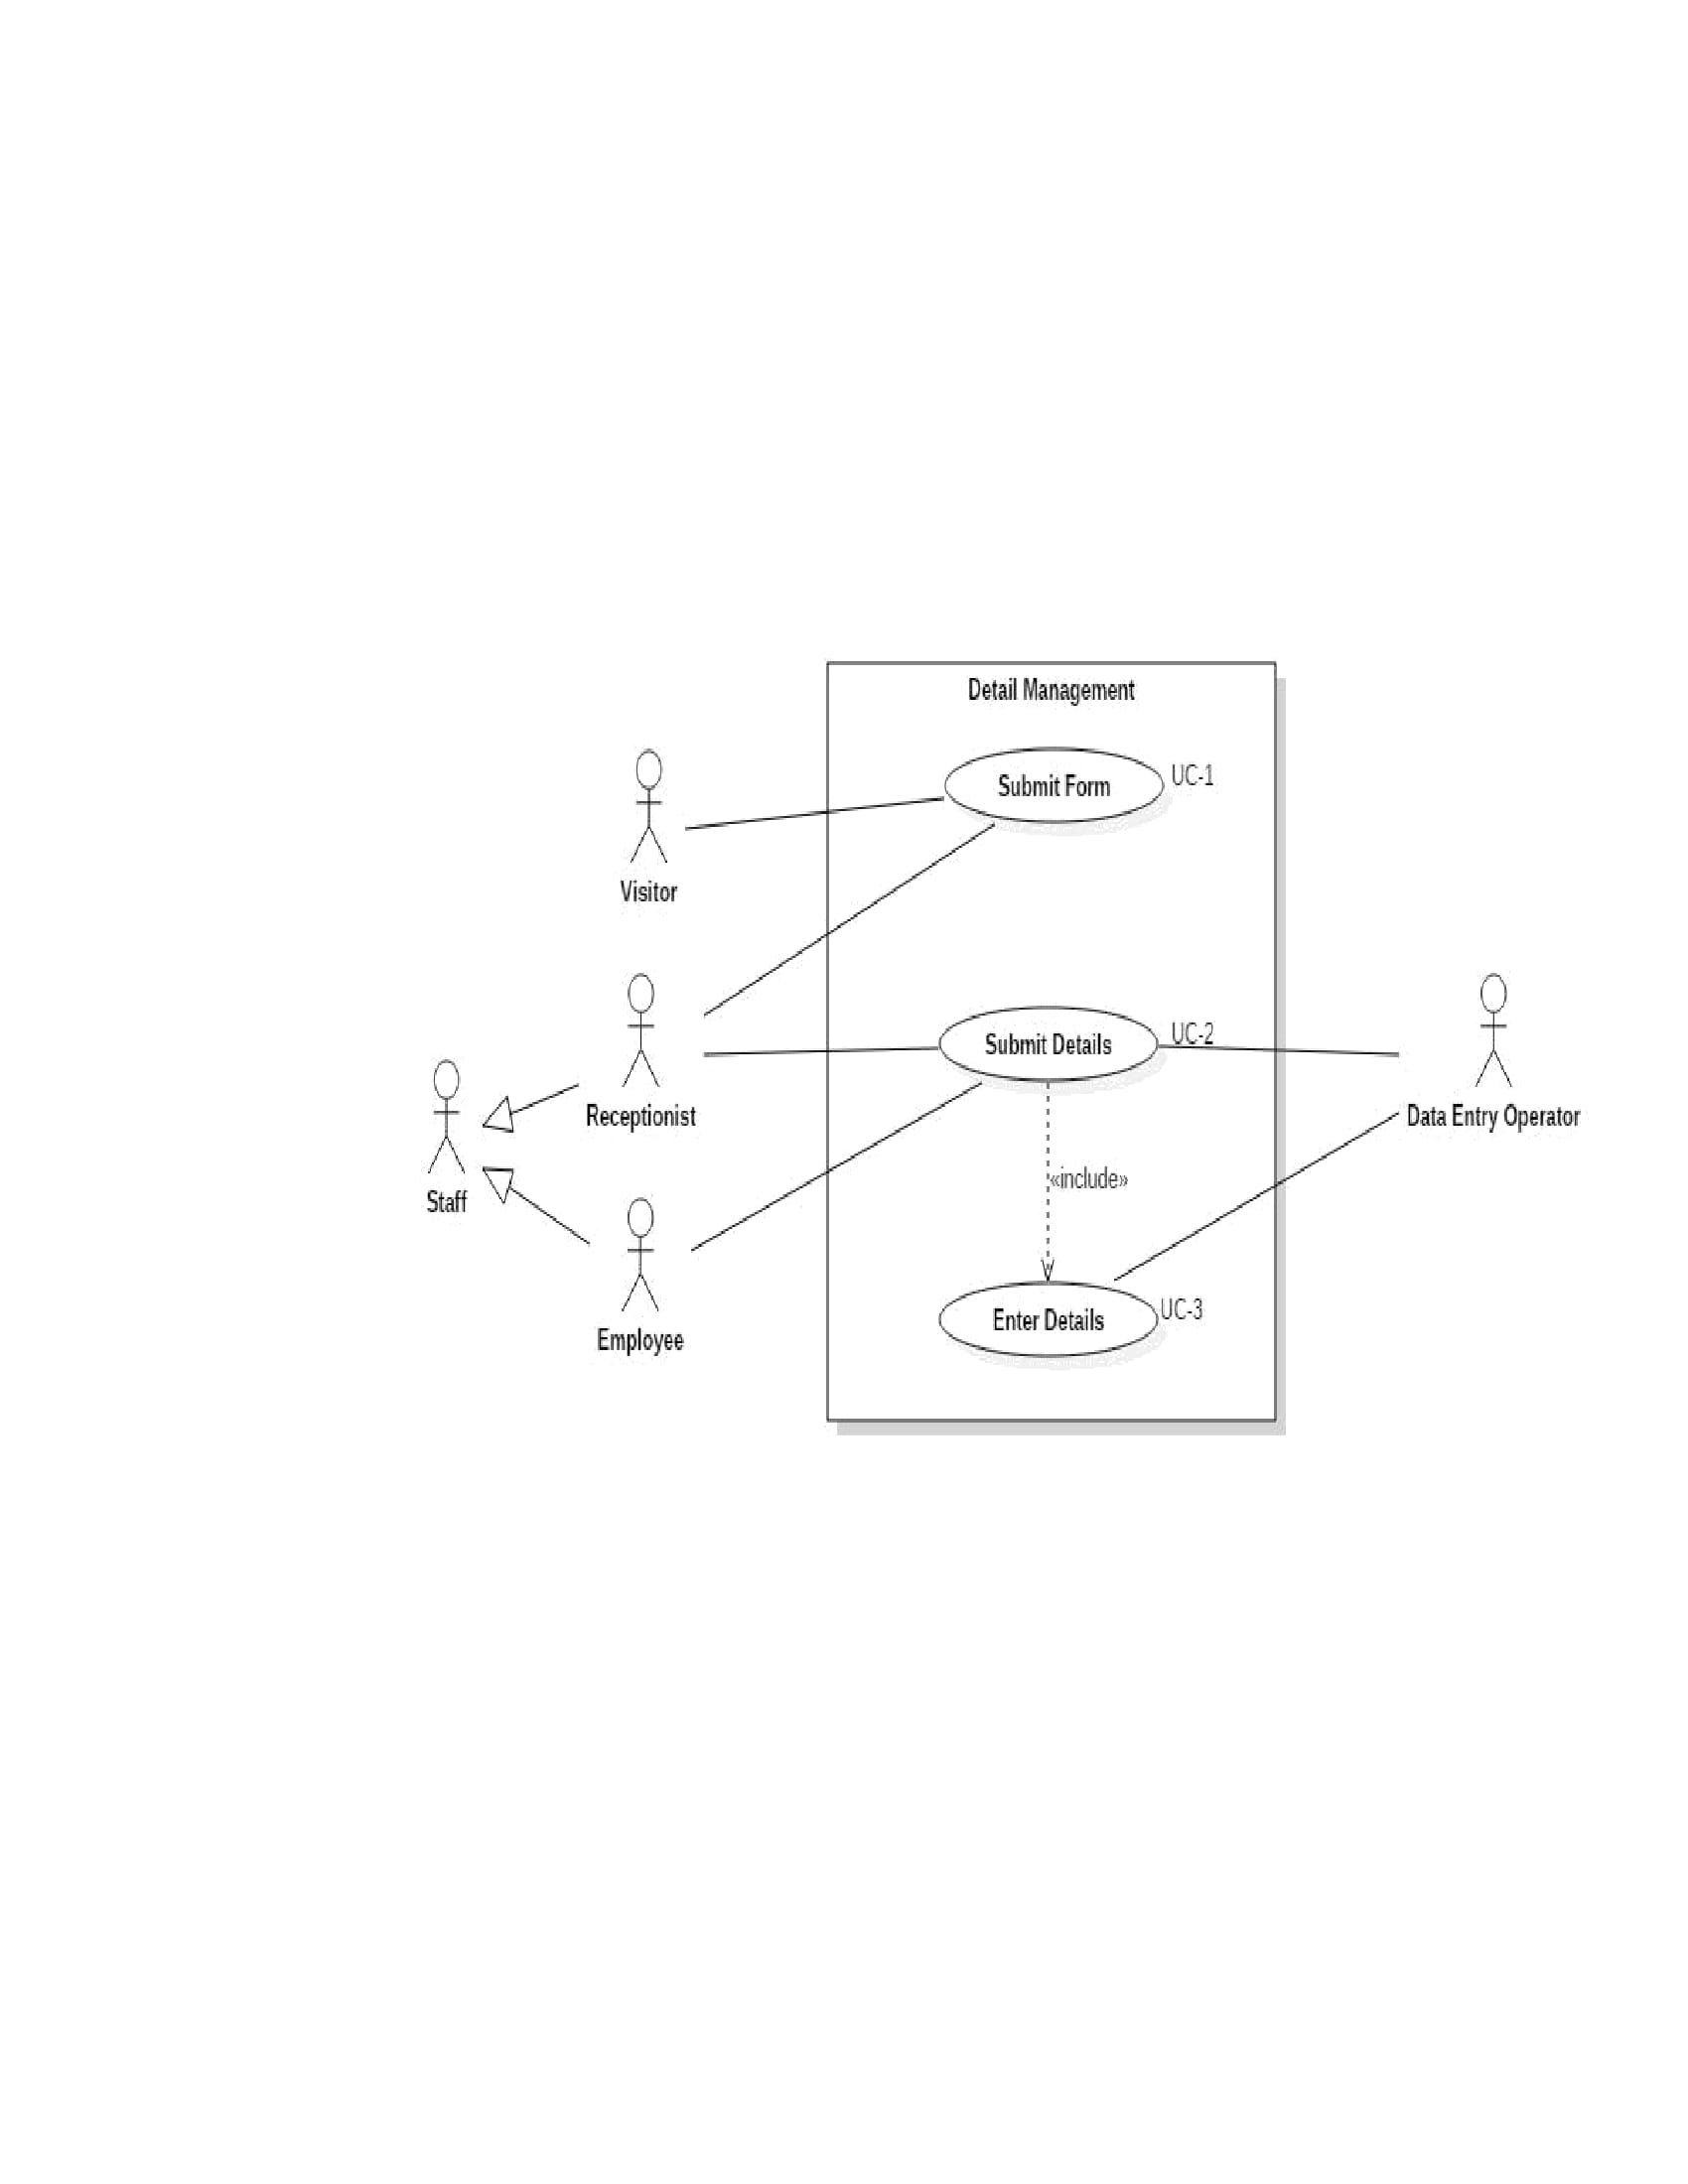 Detail Management
Submit Form
UC-1
Visitor
Submit Details
UC-2
Receptionist
Data Entry Operator
«include»
Staff
Enter Details
UC-3
Employee